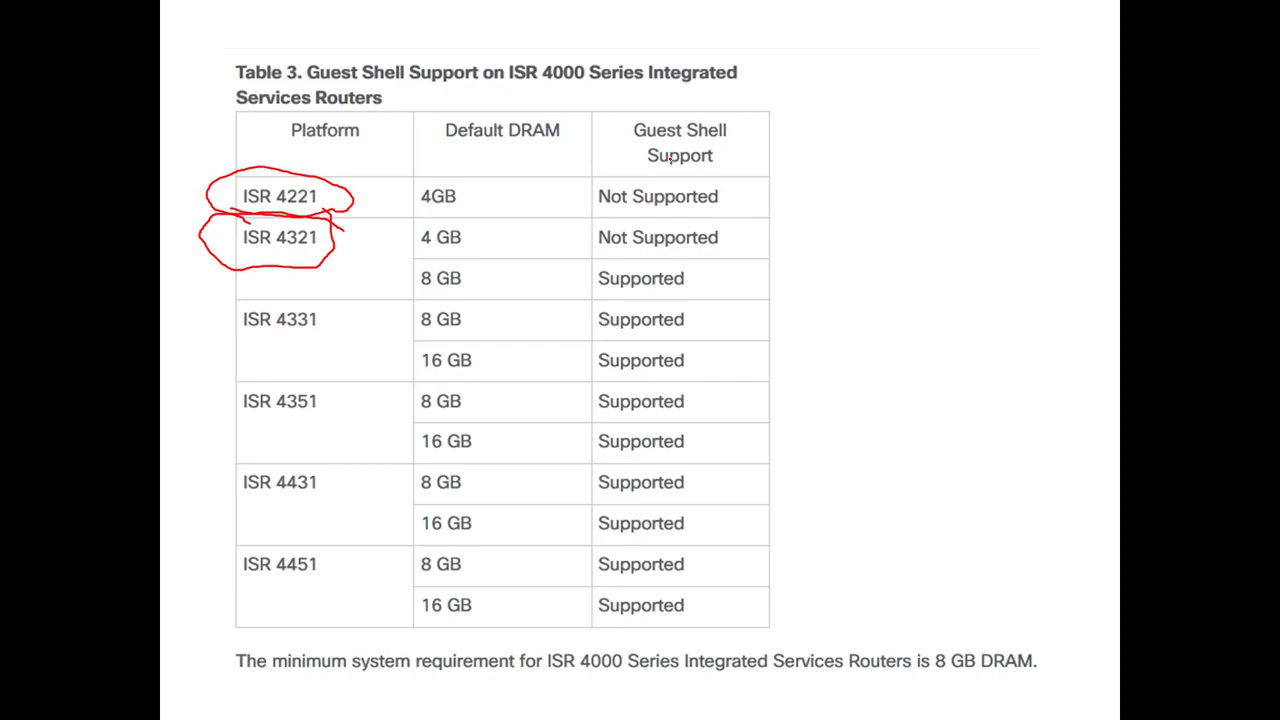 Table 3. Guest Shell Support on ISR 4000 Series Integrated
Services Routers
Platform Default DRAM Guest Shell
Support
ISR 4221 4GB Not Supported
ISR 4321 4 GB Not Supported
8 GB Supported
ISR 4331 8 GB Supported
16 GB Supported
ISR 4351 8 GB Supported
16 GB Supported
ISR 4431 8 GB Supported
16 GB Supported
ISR 4451 8 GB Supported
16 GB Supported
The minimum system requirement for ISR 4000 Series Integrated Services Routers is 8 GB DRAM.